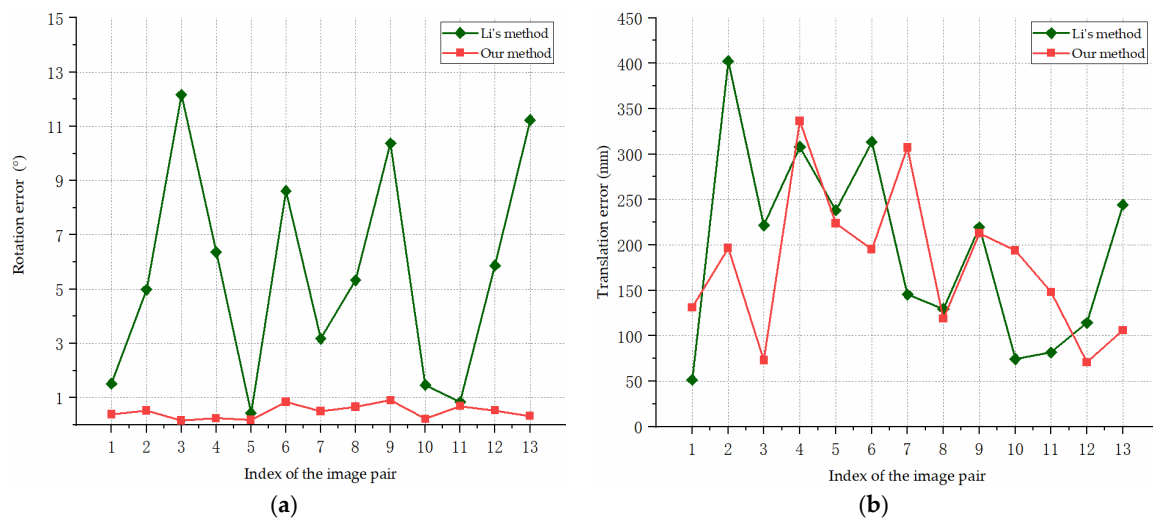 15
13
11
9
7
5
3
1
Rotation error (°)
Li's method
Our method
1 2 3 4 5 6 7 8 9 10 11 12 13
Index of the image pair
(a)
450
400
350
300
250
200
150
100
50
0
Translation error (mm)
Li's method
Our method
1 2 3 4 5 6 7 8 9 10 11 12 13
Index of the image pair
(b)